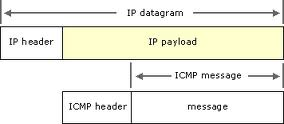 IP datagram
IP header IP payload
ICMP message
ICMP header message